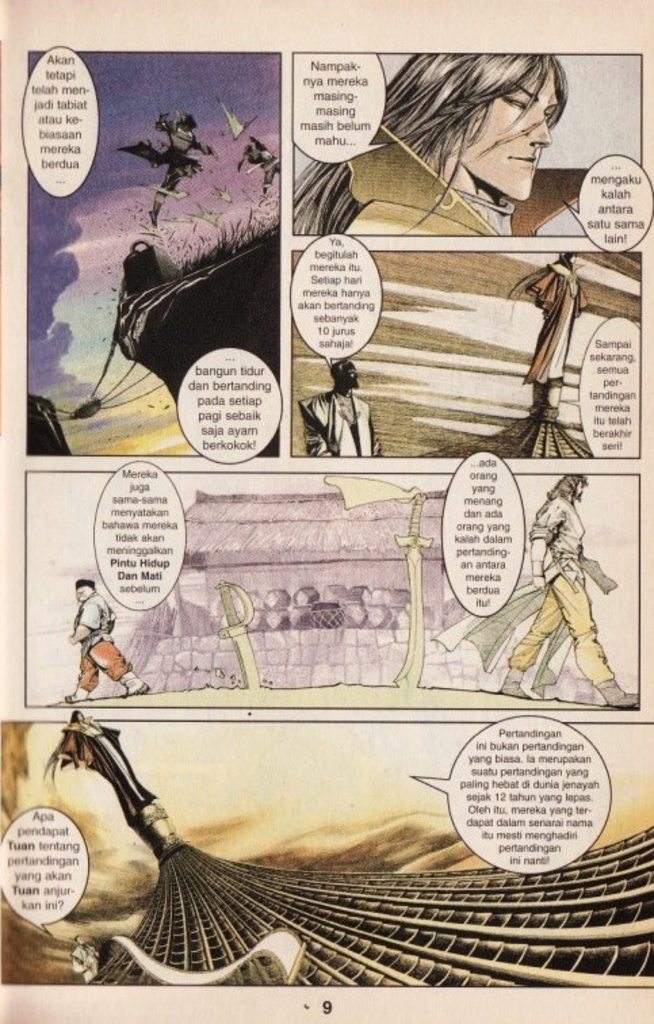 Akan
tetapi
telah men-
jadi tabiat
atau ke-
biasaan
mereka
berdua
...
...
bangun tidur
dan bertanding
pada setiap
pagi sebaik
saja ayam
berkokok!
Nampak-
nya mereka
masing-
masing
masih belum
mahu...
...
mengaku
kalah
antara
satu sama
lain!
Ya,
begitulah
mereka itu.
Setiap hari
mereka hanya
akan bertanding
sebanyak
10 jurus
sahaja!
Sampai
sekarang,
semua
per-
tandingan
mereka
itu telah
berakhir
seri!
Mereka
juga
sama-sama
menyatakan
bahawa mereka
tidak akan
meninggalkan
Pintu Hidup
Dan Mati
sebelum
...
...ada
orang
yang
menang
dan ada
orang yang
kalah dalam
pertanding-
an antara
mereka
berdua
itu!
Pertandingan
ini bukan pertandingan
yang biasa. Ia merupakan
suatu pertandingan yang
paling hebat di dunia jenayah
sejak 12 tahun yang lepas.
Oleh itu, mereka yang ter-
dapat dalam senarai nama
itu mesti menghadiri
pertandingan
ini nanti!
Apa
pendapat
Tuan tentang
pertandingan
yang akan
Tuan anjur-
kan ini?
9